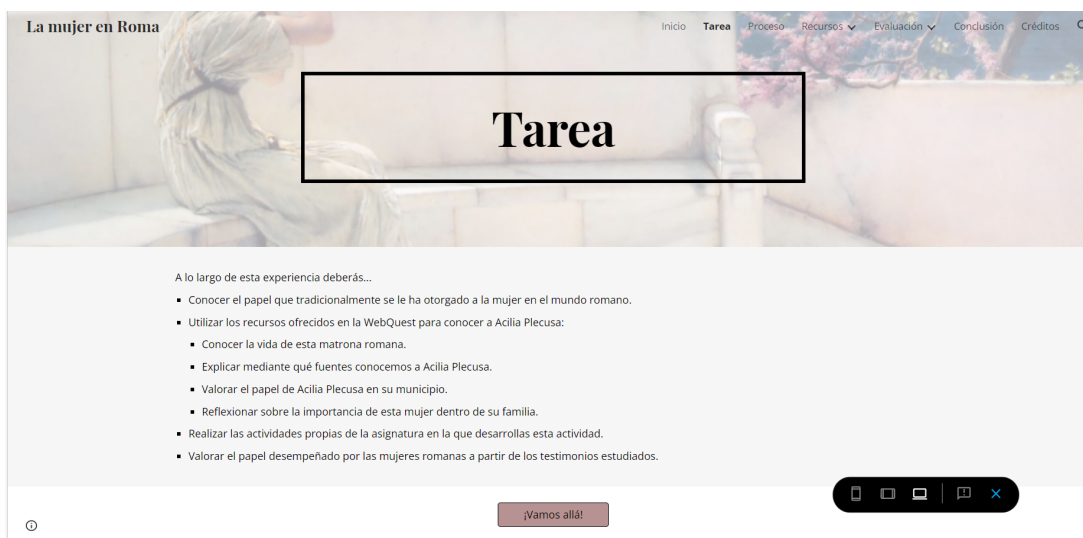 La mujer en Roma
Inicio Tarea Proceso Recursos Evaluación Conclusión Créditos
Tarea
A lo largo de esta experiencia deberás...
▪ Conocer el papel que tradicionalmente se le ha otorgado a la mujer en el mundo romano.
▪ Utilizar los recursos ofrecidos en la WebQuest para conocer a Acilia Plecusa:
▪ Conocer la vida de esta matrona romana.
▪ Explicar mediante qué fuentes conocemos a Acilia Plecusa.
▪ Valorar el papel de Acilia Plecusa en su municipio.
▪ Reflexionar sobre la importancia de esta mujer dentro de su familia.
▪ Realizar las actividades propias de la asignatura en la que desarrollas esta actividad.
▪ Valorar el papel desempeñado por las mujeres romanas a partir de los testimonios estudiados.
¡Vamos allá!